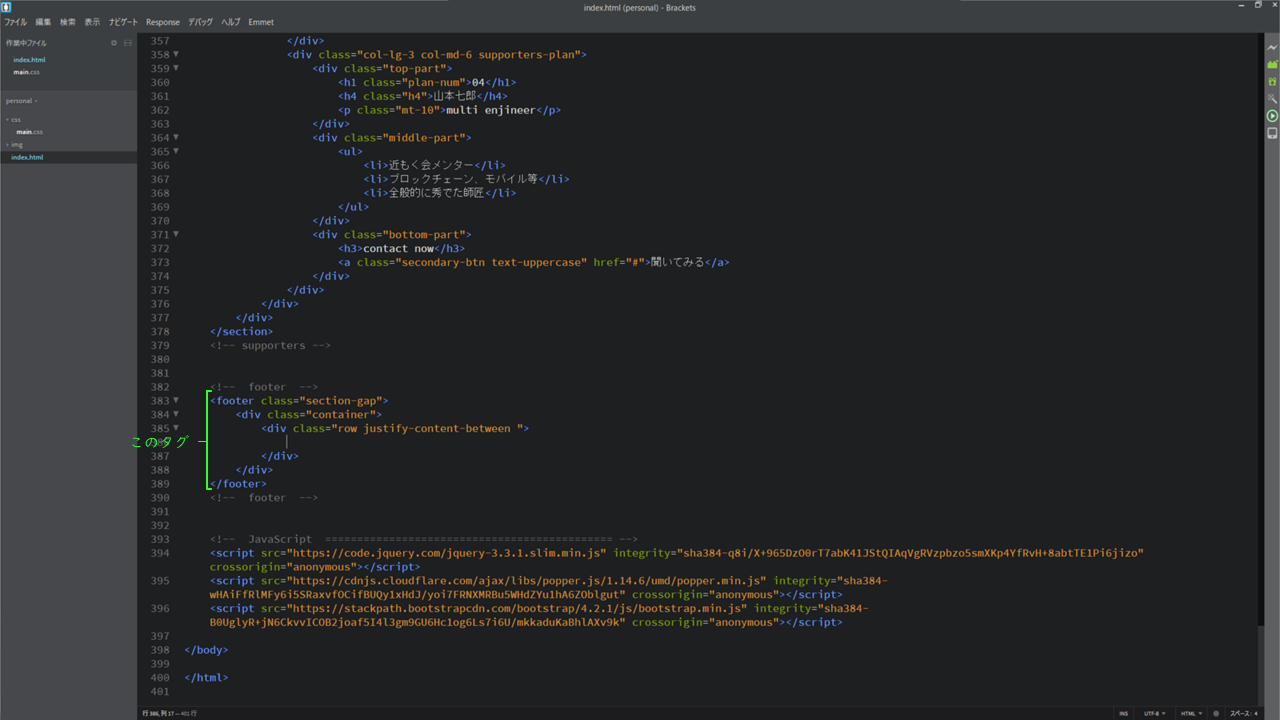 index.html (personal) - Brackets
ファイル 編集 検索 表示 ナビゲート Response デバッグ ヘルプ Emmet
作業中ファイル
index.html
main.css
personal
css
main.css
img
index.html
357 </div>
358 <div class="col-lg-3 col-md-6 supporters-plan">
359 <div class="top-part">
360 <h1 class="plan-num">04</h1>
361 <h4 class="h4">山本七郎</h4>
362 <p class="mt-10">multi enjineer</p>
363 </div>
364 <div class="middle-part">
365 <ul>
366 <li>近もく会メンター</li>
367 <li>ブロックチェーン、モバイル等</li>
368 <li>全般的に秀でた師匠</li>
369 </ul>
370 </div>
371 <div class="bottom-part">
372 <h3>contact now</h3>
373 <a class="secondary-btn text-uppercase" href="#">聞いてみる</a>
374 </div>
375 </div>
376 </div>
377 </div>
378 </section>
379 <!-- supporters -->
380
381
382 <!-- footer -->
383 <footer class="section-gap">
384 <div class="container">
385 <div class="row justify-content-between ">
このタグ
387 </div>
388 </div>
389 </footer>
390 <!-- footer -->
391
392
393 <!-- JavaScript ============================================= -->
394 <script src="https://code.jquery.com/jquery-3.3.1.slim.min.js" integrity="sha384-q8i/X+965DzO0rT7abK41JStQIAqVgRVzpbzo5smXKp4YfRvH+8abtTE1Pi6jizo"
crossorigin="anonymous"></script>
395 <script src="https://cdnjs.cloudflare.com/ajax/libs/popper.js/1.14.6/umd/popper.min.js" integrity="sha384-
wHAiFfRlMFy6i5SRaxvfOCifBUQy1xHdJ/yoi7FRNXMRBu5WHdZYu1hA6ZOblgut" crossorigin="anonymous"></script>
396 <script src="https://stackpath.bootstrapcdn.com/bootstrap/4.2.1/js/bootstrap.min.js" integrity="sha384-
B0UglyR+jN6CkvvICOB2joaf5I4l3gm9GU6Hc1og6Ls7i6U/mkkaduKaBhlAXv9k" crossorigin="anonymous"></script>
397
398 </body>
399
400 </html>
401
行 386, 列 17 — 401 行
INS UTF-8 HTML スペース: 4